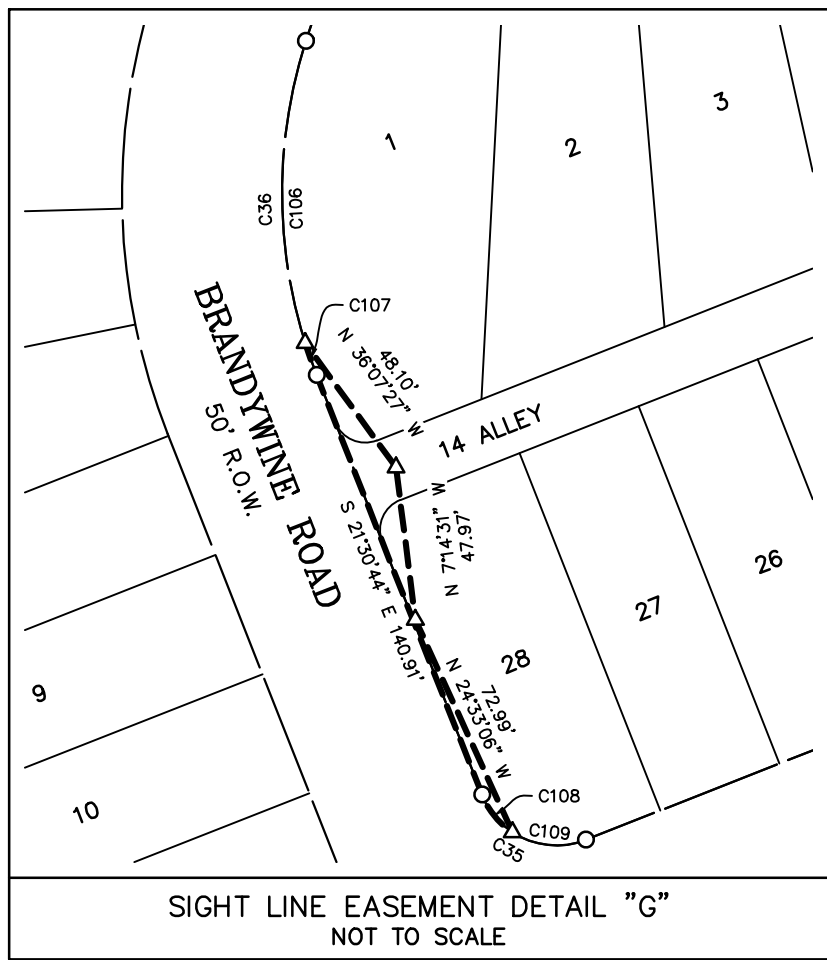 1
2
3
C36
C106
C107
48.10'
N 36°07'27" W
BRANDYWINE ROAD
50' R.O.W.
14 ALLEY
N 7°14'31" W
47.97'
S 21°30'44" E 140.91'
26
27
28
72.99'
N 24°33'06" W
9
10
C108
C109
C35
SIGHT LINE EASEMENT DETAIL "G"
NOT TO SCALE